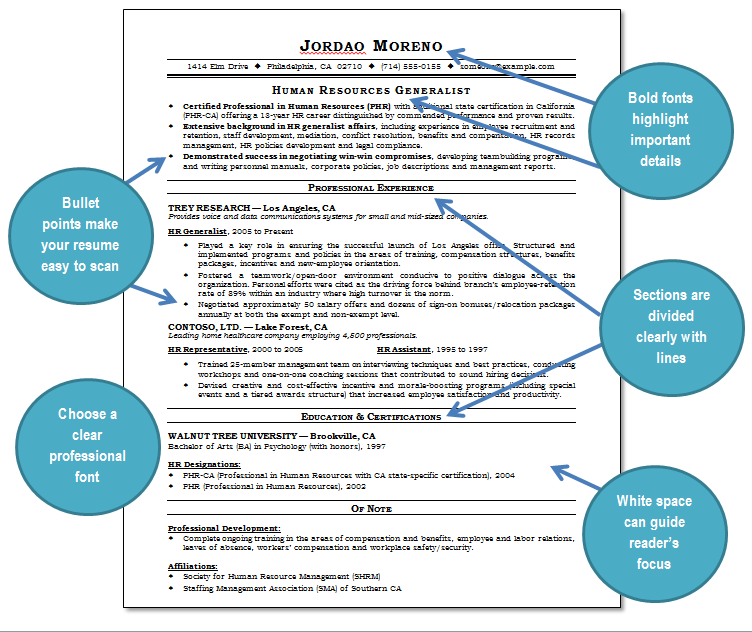 JORDAO MORENO
1414 Elm Drive ◆ Philadelphia, CA 02710 ◆ (714) 555-0155 ◆ someone@example.com
HUMAN RESOURCES GENERALIST
◆ Certified Professional in Human Resources (PHR) with additional state certification in California
(PHR-CA) offering a 13-year HR career distinguished by commended performance and proven results.
◆ Extensive background in HR generalist affairs, including experience in employee recruitment and
retention, staff development, mediation, conflict resolution, benefits and compensation, HR records
management, HR policies development and legal compliance.
◆ Demonstrated success in negotiating win-win compromises, developing teambuilding programs
and writing personnel manuals, corporate policies, job descriptions and management reports.
PROFESSIONAL EXPERIENCE
TREY RESEARCH — Los Angeles, CA
Provides voice and data communications systems for small and mid-sized companies.
HR Generalist, 2005 to Present
◆ Played a key role in ensuring the successful launch of Los Angeles office. Structured and
implemented programs and policies in the areas of training, compensation structures, benefits
packages, incentives and new-employee orientation.
◆ Fostered a teamwork/open-door environment conducive to positive dialogue across the
organization. Personal efforts were cited as the driving force behind branch's employee-retention
rate of 89% within an industry where high turnover is the norm.
◆ Negotiated approximately 50 salary offers and dozens of sign-on bonuses/relocation packages
annually at both the exempt and non-exempt level.
CONTOSO, LTD. — Lake Forest, CA
Leading home healthcare company employing 4,500 professionals.
HR Representative, 2000 to 2005 HR Assistant, 1995 to 1997
◆ Trained 25-member management team on interviewing techniques and best practices, conducting
workshops and one-on-one coaching sessions that contributed to sound hiring decisions.
◆ Devised creative and cost-effective incentive and morale-boosting programs (including special
events and a tiered awards structure) that increased employee satisfaction and productivity.
EDUCATION & CERTIFICATIONS
WALNUT TREE UNIVERSITY — Brookville, CA
Bachelor of Arts (BA) in Psychology (with honors), 1997
HR Designations:
◆ PHR-CA (Professional in Human Resources with CA state-specific certification), 2004
◆ PHR (Professional in Human Resources), 2002
OF NOTE
Professional Development:
◆ Complete ongoing training in the areas of compensation and benefits, employee and labor relations,
leaves of absence, workers' compensation and workplace safety/security.
Affiliations:
◆ Society for Human Resource Management (SHRM)
◆ Staffing Management Association (SMA) of Southern CA
Bullet
points make
your resume
easy to scan
Choose a
clear
professional
font
Bold fonts
highlight
important
details
Sections are
divided
clearly with
lines
White space
can guide
reader's
focus